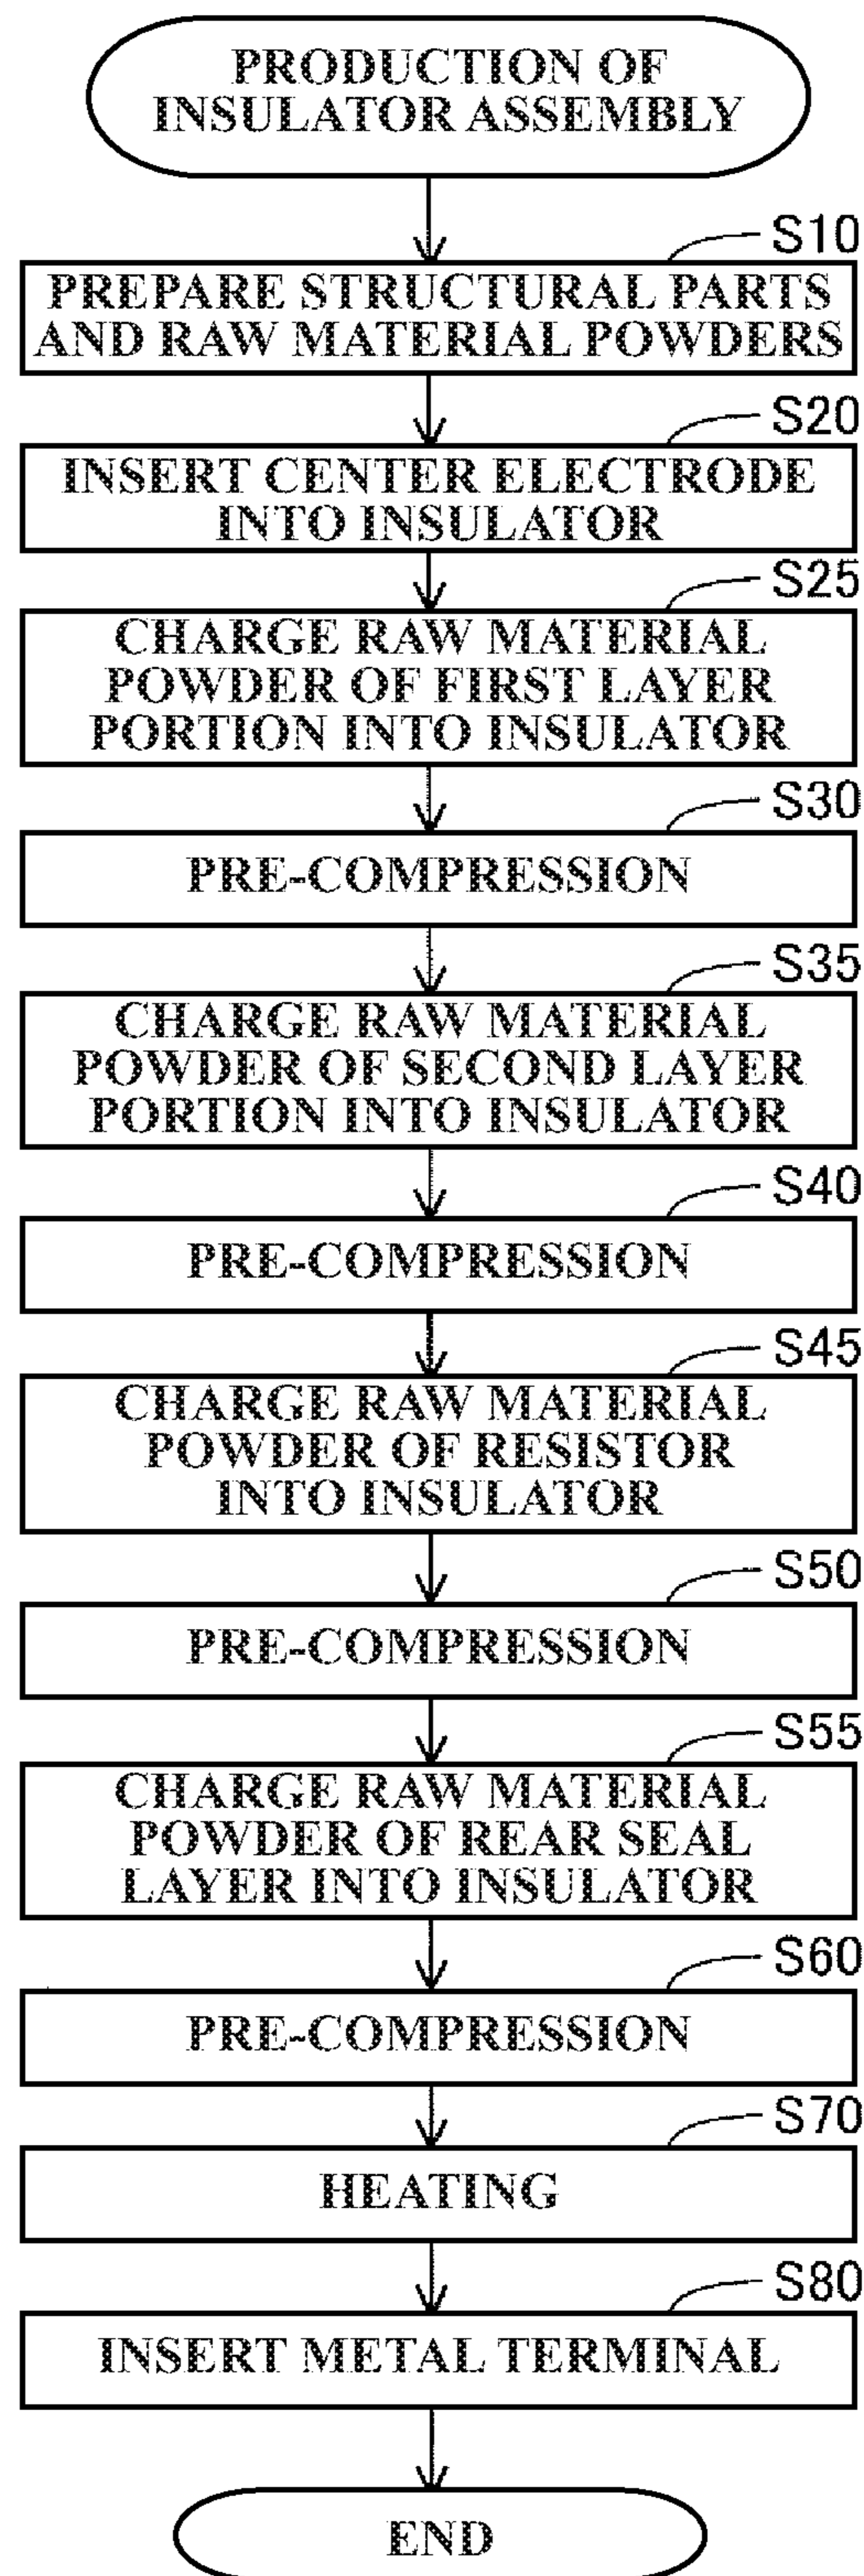 PRODUCTION OF
INSULATOR ASSEMBLY
S10
PREPARE STRUCTURAL PARTS
AND RAW MATERIAL POWDERS
S20
INSERT CENTER ELECTRODE
INTO INSULATOR
S25
CHARGE RAW MATERIAL
POWDER OF FIRST LAYER
PORTION INTO INSULATOR
S30
PRE-COMPRESSION
S35
CHARGE RAW MATERIAL
POWDER OF SECOND LAYER
PORTION INTO INSULATOR
S40
PRE-COMPRESSION
S45
CHARGE RAW MATERIAL
POWDER OF RESISTOR
INTO INSULATOR
S50
PRE-COMPRESSION
S55
CHARGE RAW MATERIAL
POWDER OF REAR SEAL
LAYER INTO INSULATOR
S60
PRE-COMPRESSION
S70
HEATING
S80
INSERT METAL TERMINAL
END